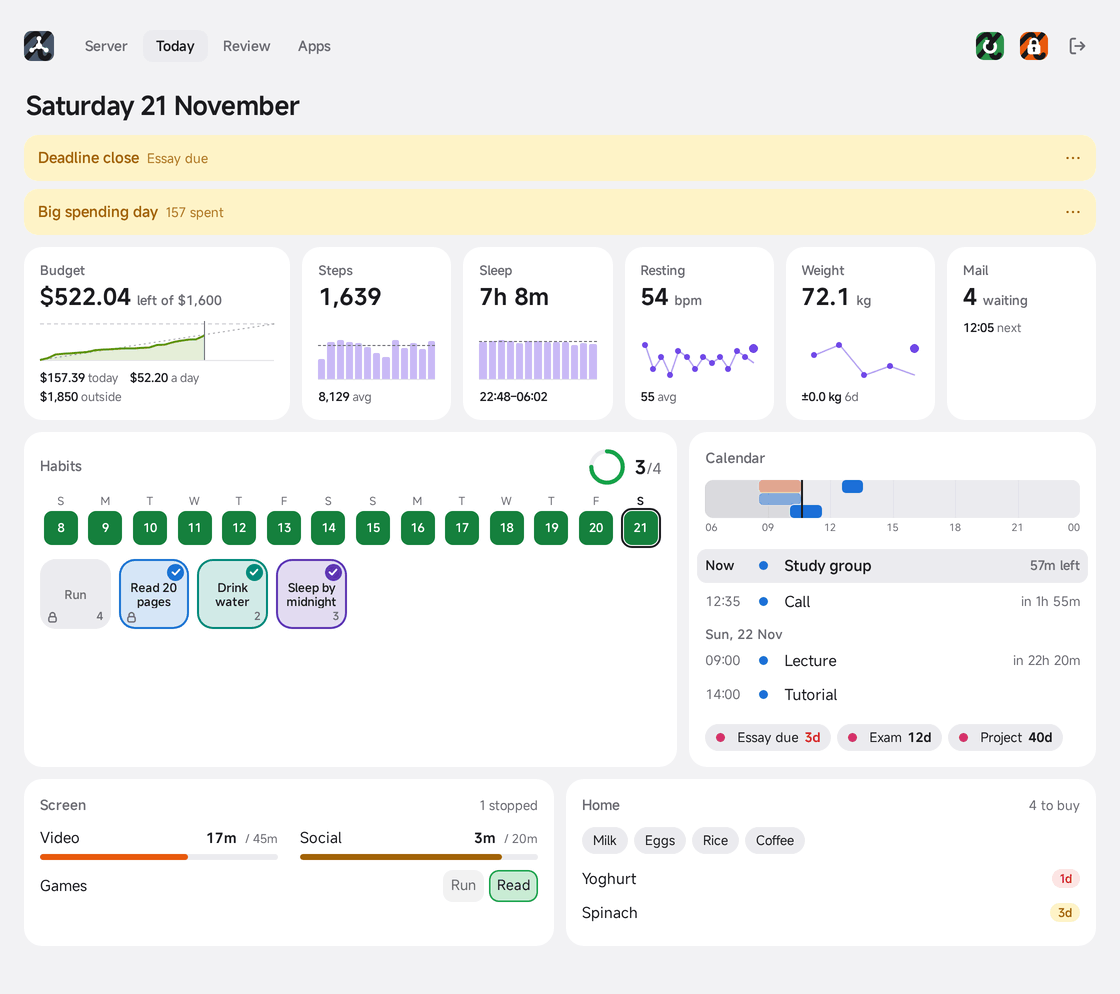 Server Today Review Apps
Saturday 21 November
Deadline close Essay due ...
Big spending day 157 spent ...
Budget
$522.04 left of $1,600
$157.39 today $52.20 a day
$1,850 outside
Steps
1,639
8,129 avg
Sleep
7h 8m
22:48–06:02
Resting
54 bpm
55 avg
Weight
72.1 kg
±0.0 kg 6d
Mail
4 waiting
12:05 next
Habits 3/4
S M T W T F S S M T W T F S
8 9 10 11 12 13 14 15 16 17 18 19 20 21
Run
4
Read 20
pages
Drink
water
2
Sleep by
midnight
3
Calendar
06 09 12 15 18 21 00
Now Study group 57m left
12:35 Call in 1h 55m
Sun, 22 Nov
09:00 Lecture in 22h 20m
14:00 Tutorial
Essay due 3d Exam 12d Project 40d
Screen 1 stopped
Video 17m / 45m
Social 3m / 20m
Games Run Read
Home 4 to buy
Milk Eggs Rice Coffee
Yoghurt 1d
Spinach 3d